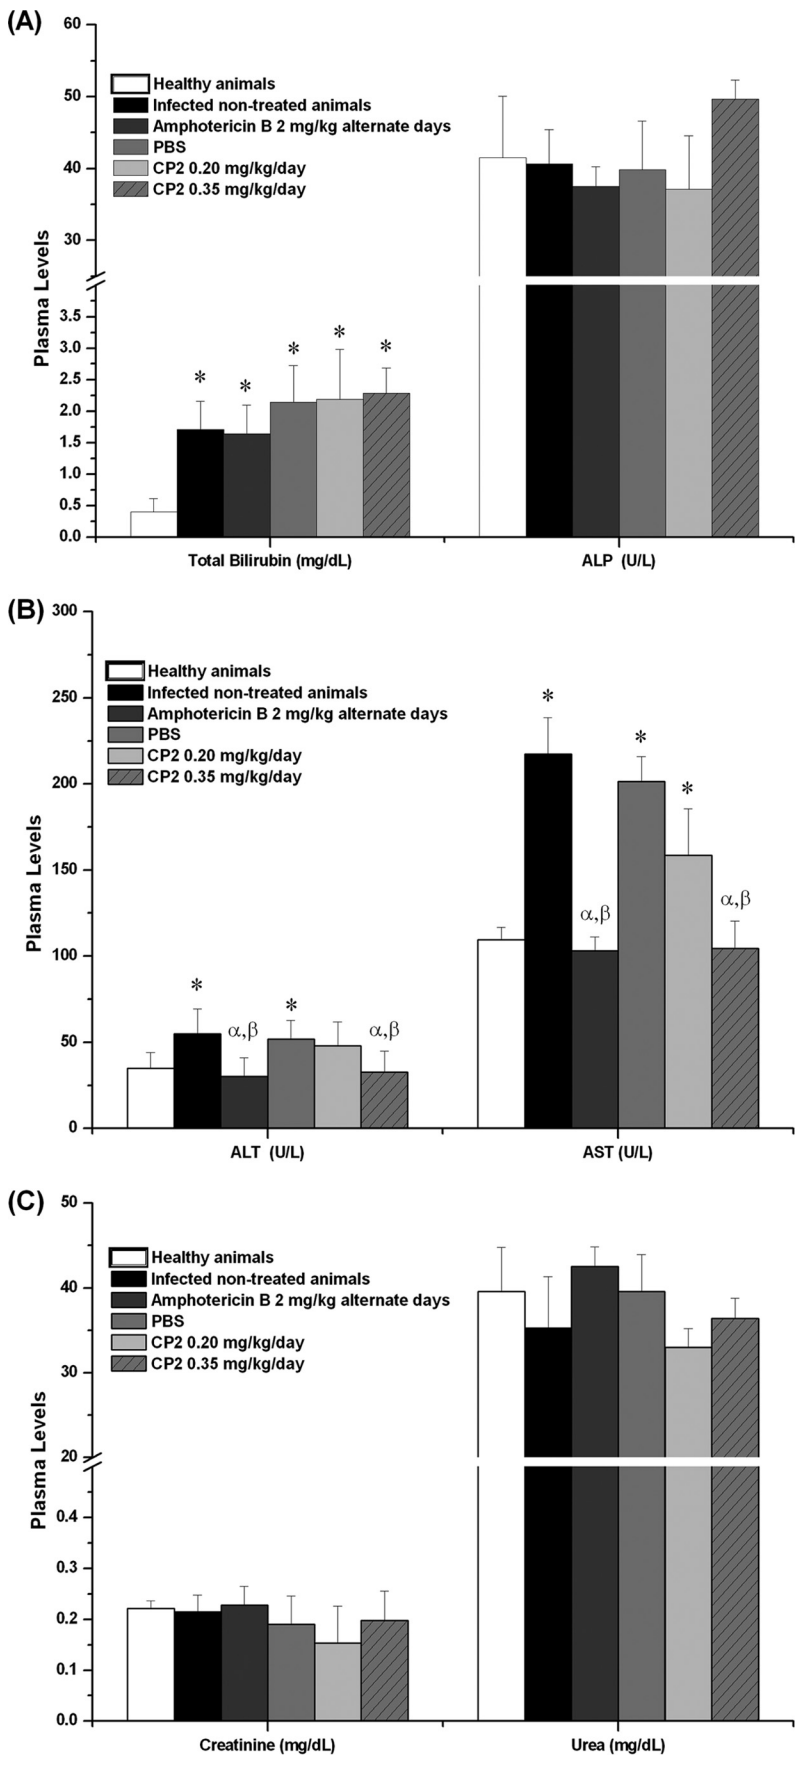 (A)
60
50
40
30
3.5
3.0
2.5
2.0
1.5
1.0
0.5
0.0
Plasma Levels
Healthy animals
Infected non-treated animals
Amphotericin B 2 mg/kg alternate days
PBS
CP2 0.20 mg/kg/day
CP2 0.35 mg/kg/day
* * * * *
Total Bilirubin (mg/dL) ALP (U/L)
(B)
300
250
200
150
100
50
0
Plasma Levels
Healthy animals
Infected non-treated animals
Amphotericin B 2 mg/kg alternate days
PBS
CP2 0.20 mg/kg/day
CP2 0.35 mg/kg/day
* α,β * α,β
* α,β * * α,β
ALT (U/L) AST (U/L)
(C)
50
40
30
20
0.4
0.3
0.2
0.1
0.0
Plasma Levels
Healthy animals
Infected non-treated animals
Amphotericin B 2 mg/kg alternate days
PBS
CP2 0.20 mg/kg/day
CP2 0.35 mg/kg/day
Creatinine (mg/dL) Urea (mg/dL)